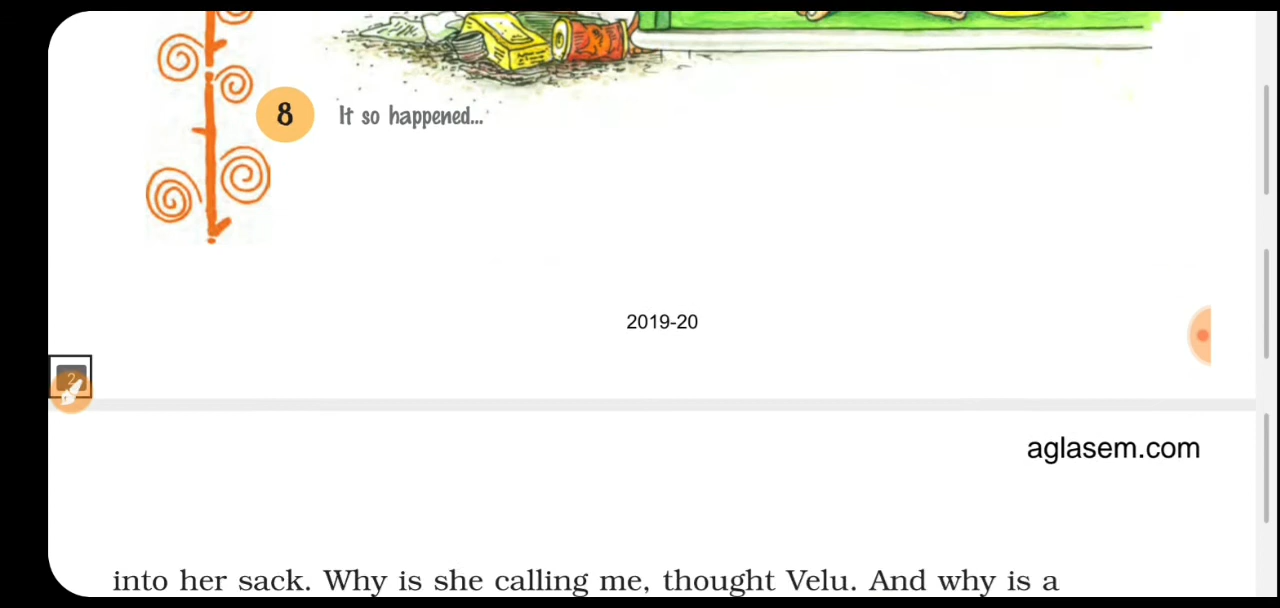 8 It so happened...
2019-20
2
aglasem.com
into her sack. Why is she calling me, thought Velu. And why is a